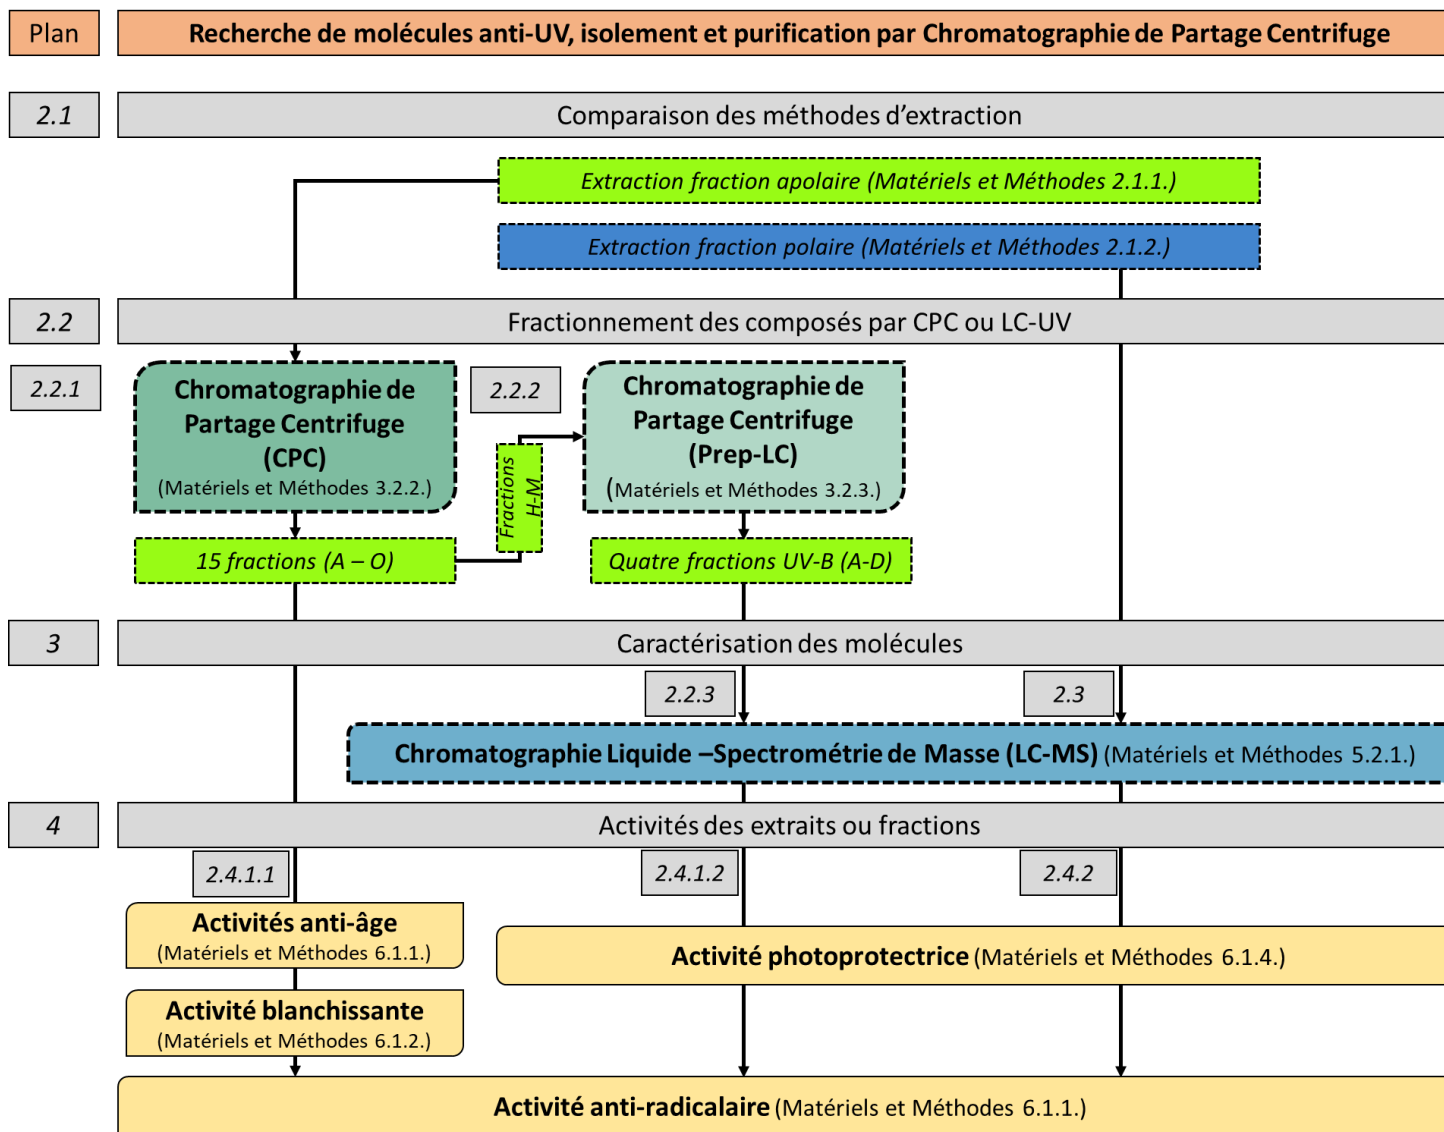 Plan
Recherche de molécules anti-UV, isolement et purification par Chromatographie de Partage Centrifuge
2.1
Comparaison des méthodes d'extraction
Extraction fraction apolaire (Matériels et Méthodes 2.1.1.)
Extraction fraction polaire (Matériels et Méthodes 2.1.2.)
2.2
Fractionnement des composés par CPC ou LC-UV
2.2.1
Chromatographie de
Partage Centrifuge
(CPC)
(Matériels et Méthodes 3.2.2.)
2.2.2
Chromatographie de
Partage Centrifuge
(Prep-LC)
(Matériels et Méthodes 3.2.3.)
Fractions
H-M
15 fractions (A – O)
Quatre fractions UV-B (A-D)
3
Caractérisation des molécules
2.2.3
2.3
Chromatographie Liquide –Spectrométrie de Masse (LC-MS) (Matériels et Méthodes 5.2.1.)
4
Activités des extraits ou fractions
2.4.1.1
2.4.1.2
2.4.2
Activités anti-âge
(Matériels et Méthodes 6.1.1.)
Activité photoprotectrice (Matériels et Méthodes 6.1.4.)
Activité blanchissante
(Matériels et Méthodes 6.1.2.)
Activité anti-radicalaire (Matériels et Méthodes 6.1.1.)